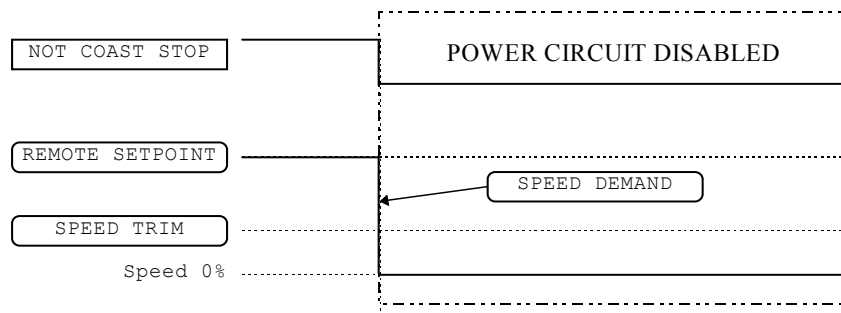 NOT COAST STOP
POWER CIRCUIT DISABLED
REMOTE SETPOINT
SPEED DEMAND
SPEED TRIM
Speed 0%